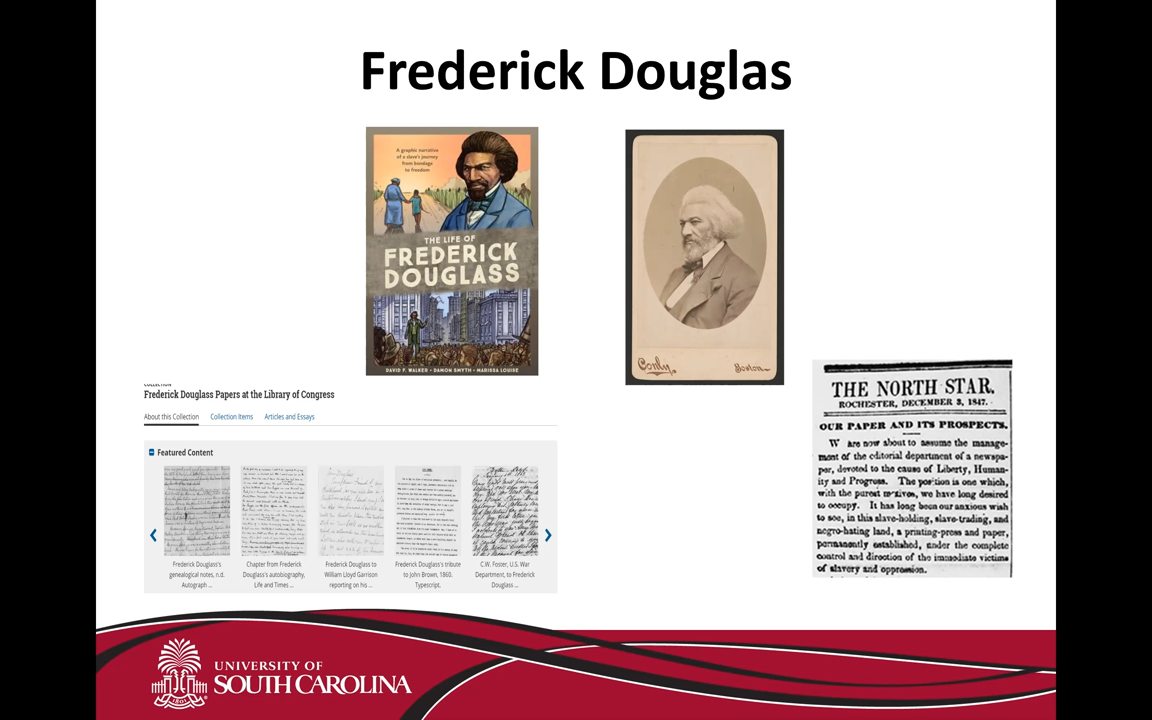 Frederick Douglas
A graphic narrative
of a slave's journey
from bondage
to freedom
THE LIFE OF
FREDERICK
DOUGLASS
DAVID F. WALKER • DAMON SMYTH • MARISSA LOUISE
Conly,
Boston
COLLECTION
Frederick Douglass Papers at the Library of Congress
About this Collection Collection Items Articles and Essays
Featured Content
Frederick Douglass's
genealogical notes, n.d.
Autograph ...
Chapter from Frederick
Douglass's autobiography,
Life and Times ...
Frederick Douglass to
William Lloyd Garrison
reporting on his ...
Frederick Douglass's tribute
to John Brown, 1860.
Typescript.
C.W. Foster, U.S. War
Department, to Frederick
Douglass ...
THE NORTH STAR.
ROCHESTER, DECEMBER 3, 1847.
OUR PAPER AND ITS PROSPECTS.
W are now about to assume the manage-
ment of the editorial department of a newspa-
per, devoted to the cause of Liberty, Human-
ity and Progress. The position is one which,
with the purest motives, we have long desired
to occupy. It has long been our anxious wish
to see, in this slave-holding, slave-trading, and
negro-hating land, a printing-press and paper,
permanently established, under the complete
control and direction of the immediate victims
of slavery and oppression.
UNIVERSITY OF
SOUTH CAROLINA
1801